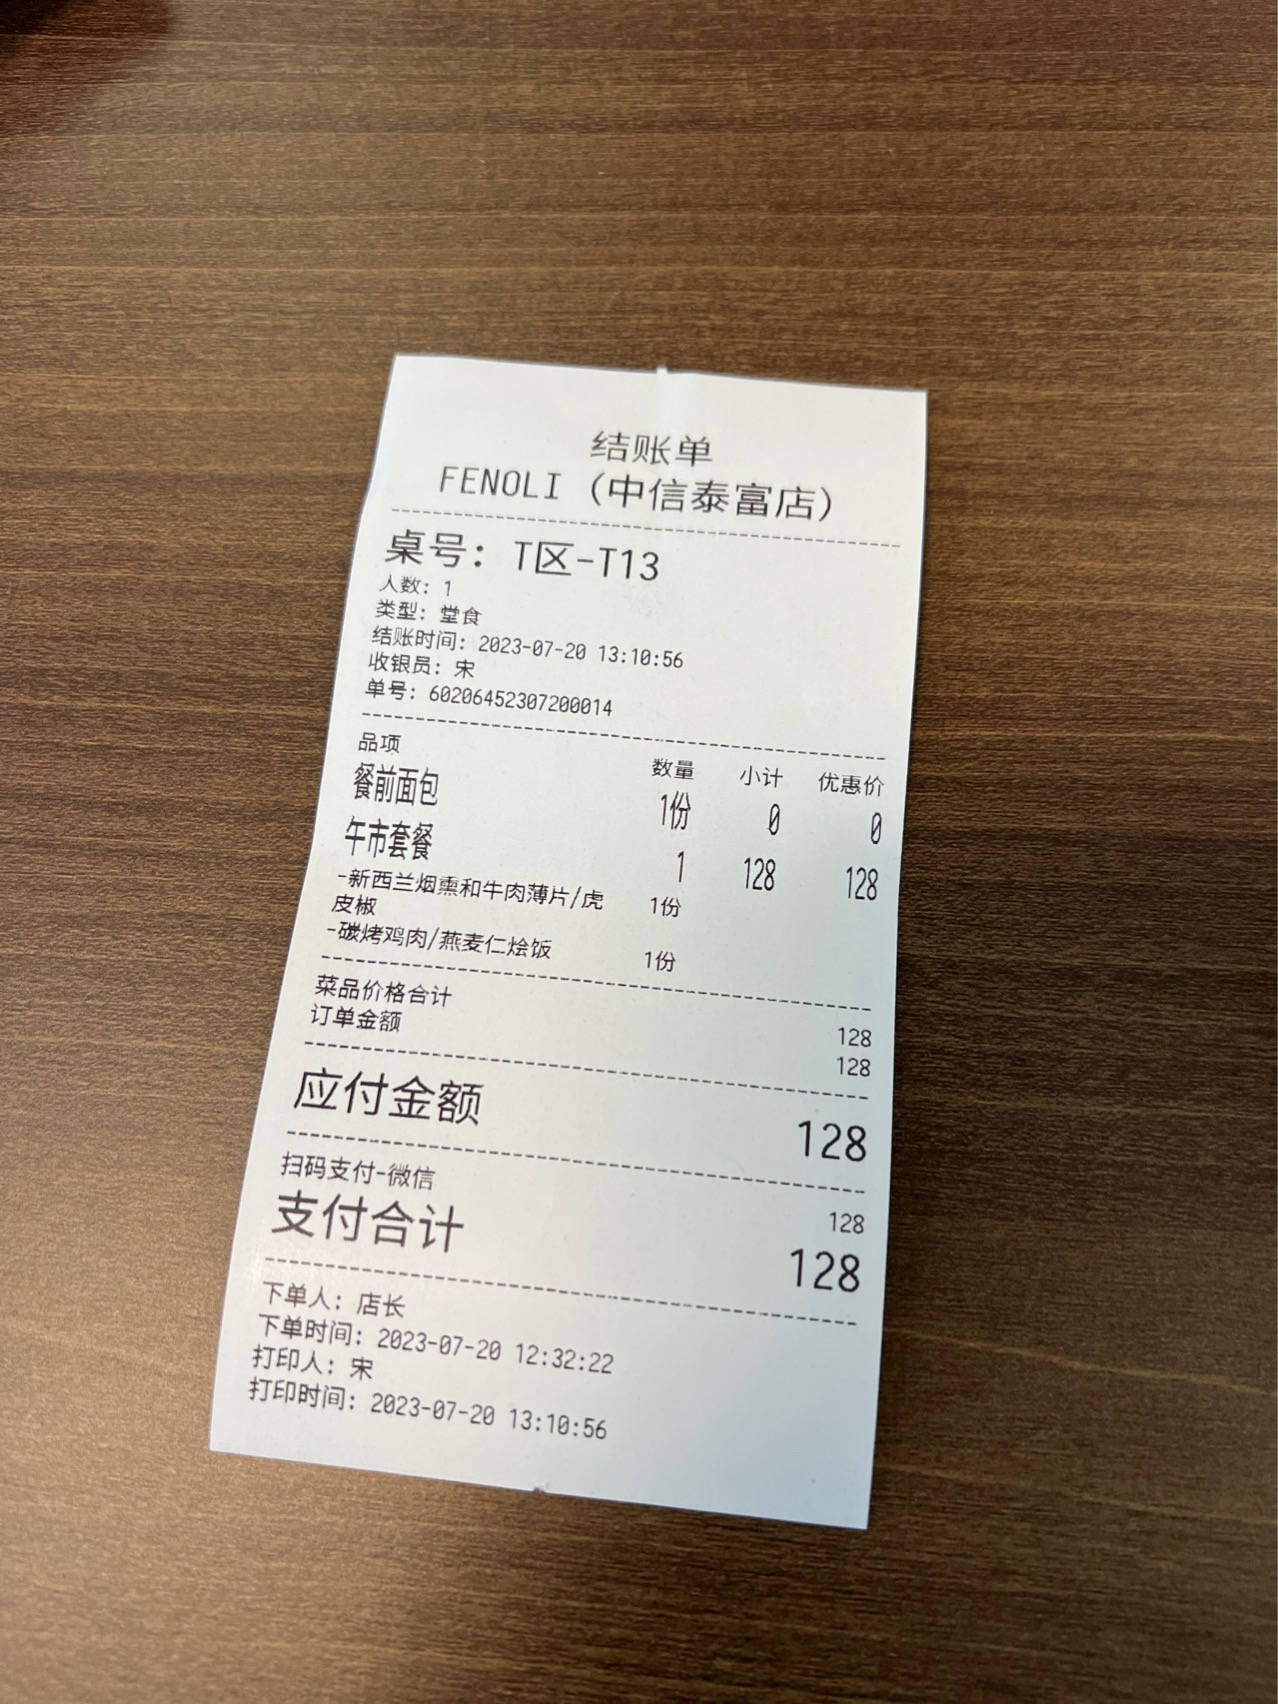 结账单
FENOLI (中信泰富店)
桌号: T区-T13
人数: 1
类型: 堂食
结账时间: 2023-07-20 13:10:56
收银员: 宋
单号: 60206452307200014
品项 数量 小计 优惠价
餐前面包 1份 0 0
午市套餐 1 128 128
-新西兰烟熏和牛肉薄片/虎 1份
皮椒
-碳烤鸡肉/燕麦仁烩饭 1份
菜品价格合计 128
订单金额 128
应付金额 128
扫码支付-微信 128
支付合计 128
下单人: 店长
下单时间: 2023-07-20 12:32:22
打印人: 宋
打印时间: 2023-07-20 13:10:56